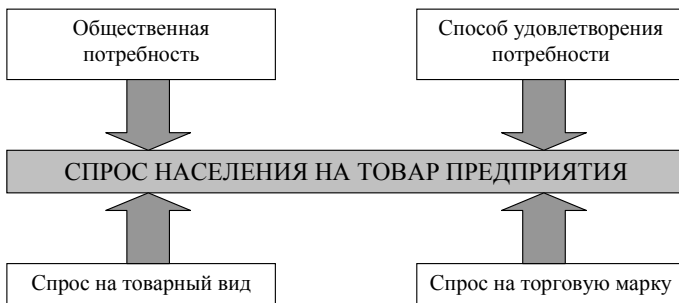 Общественная
потребность
Способ удовлетворения
потребности
СПРОС НАСЕЛЕНИЯ НА ТОВАР ПРЕДПРИЯТИЯ
Спрос на товарный вид
Спрос на торговую марку